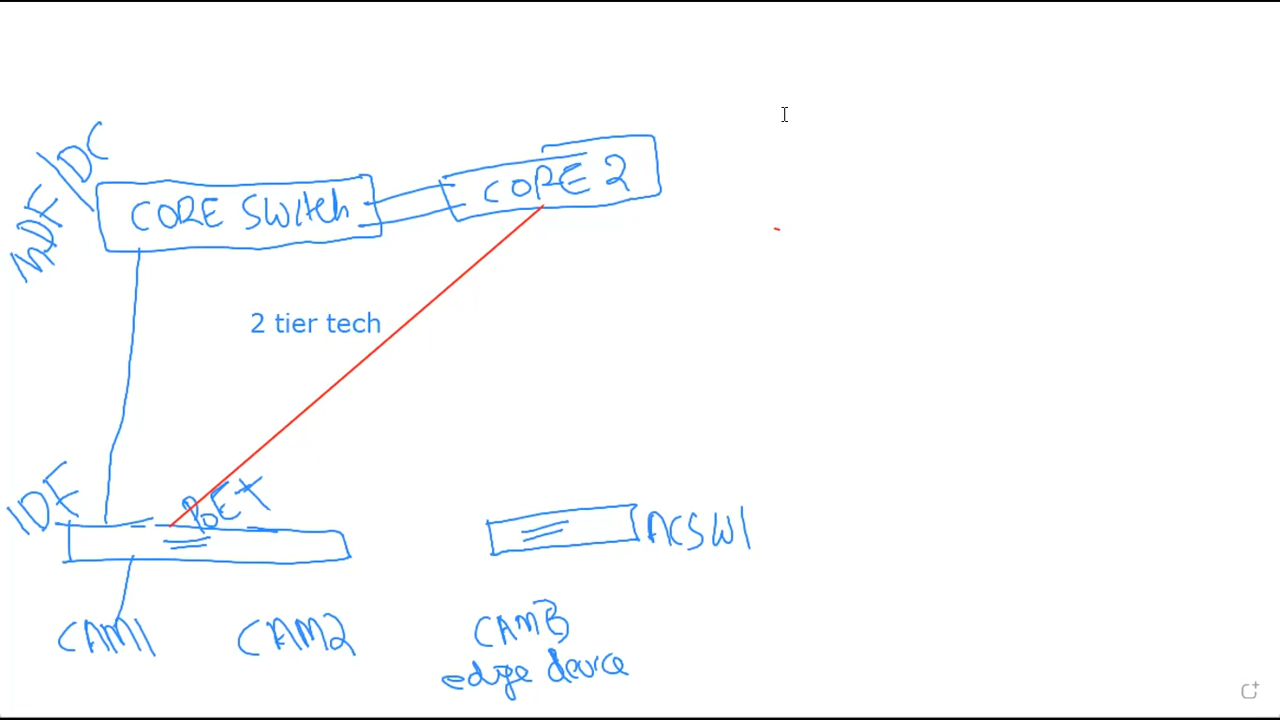 MDF/DC
CORE SWitch
CORE 2
2 tier tech
IDF
POE+
ACSW1
CAM1
CAM2
CAM3
edge device